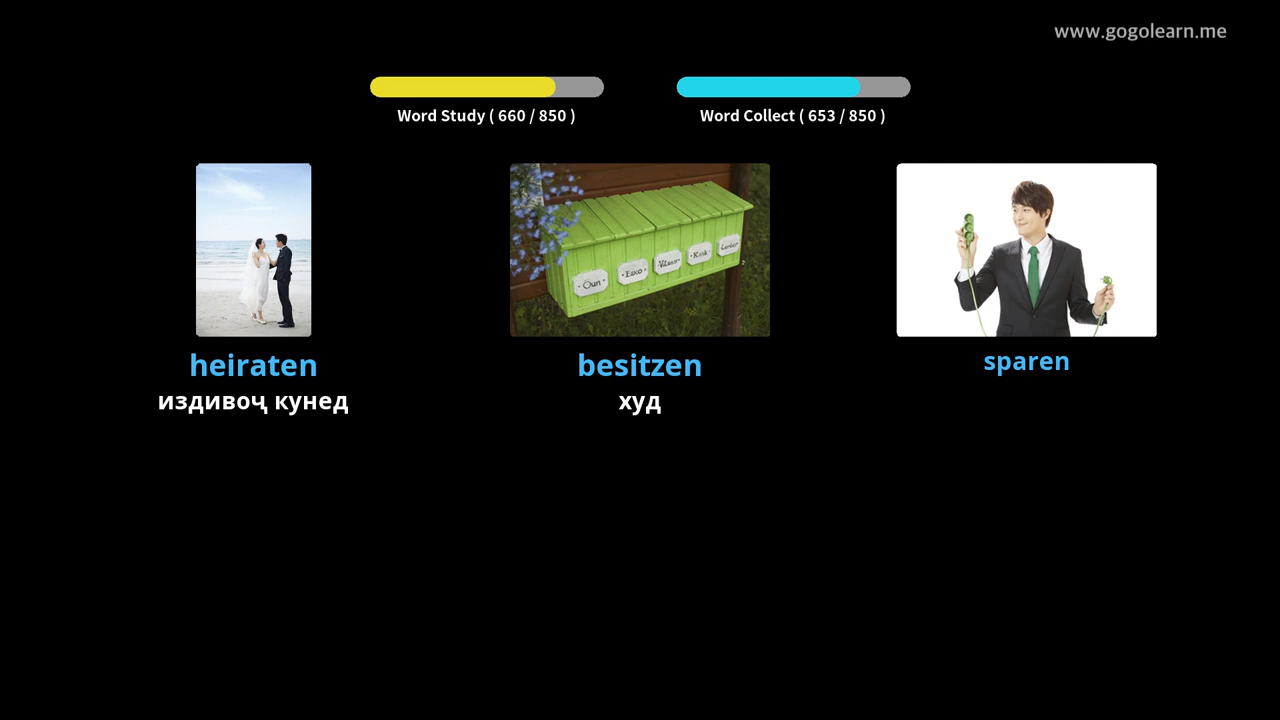 www.gogolearn.me
Word Study ( 660 / 850 )
Word Collect ( 653 / 850 )
heiraten
издивоҷ кунед
besitzen
худ
sparen